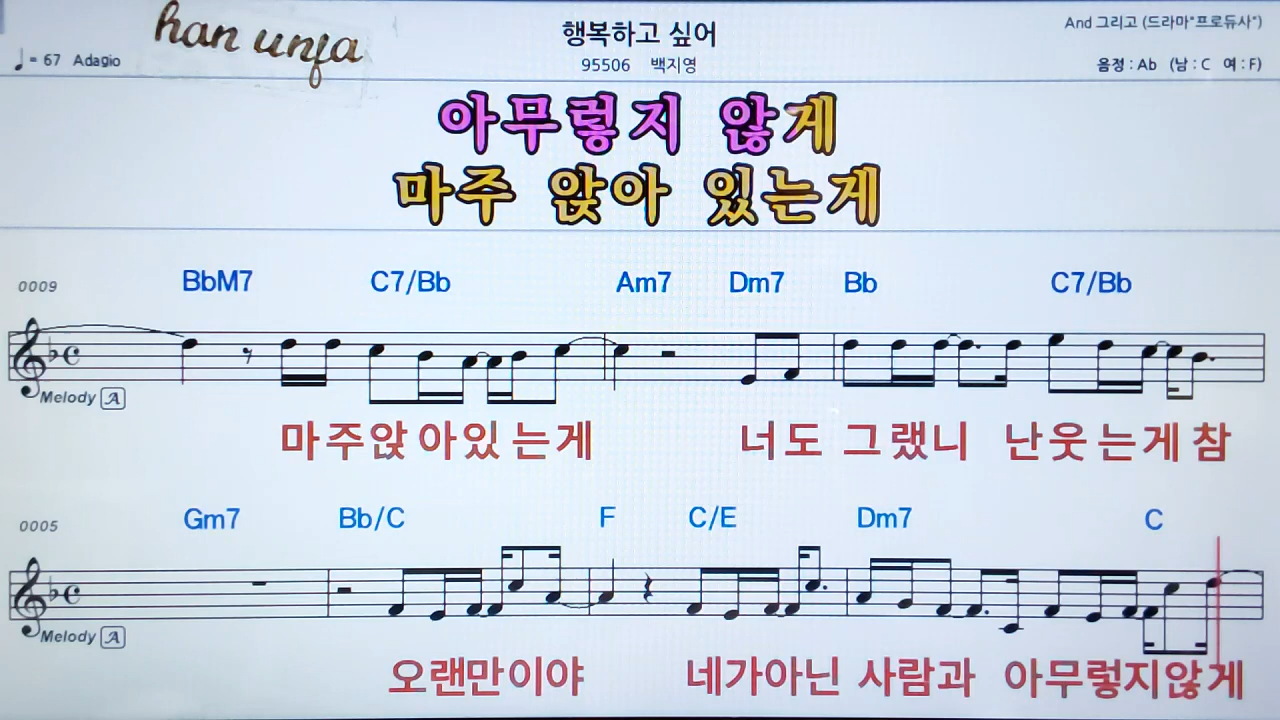 han unfa
행복하고 싶어
And 그리고 (드라마"프로듀사")
♩= 67 Adagio
95506 백지영
음정 : Ab (남 : C 여 : F)
아무렇지 않게
마주 앉아 있는게
0009 BbM7 C7/Bb Am7 Dm7 Bb C7/Bb
Melody A
마주앉아있는게 너도 그랬니 난웃는게참
0005 Gm7 Bb/C F C/E Dm7 C
Melody A
오랜만이야 네가아닌 사람과 아무렇지않게